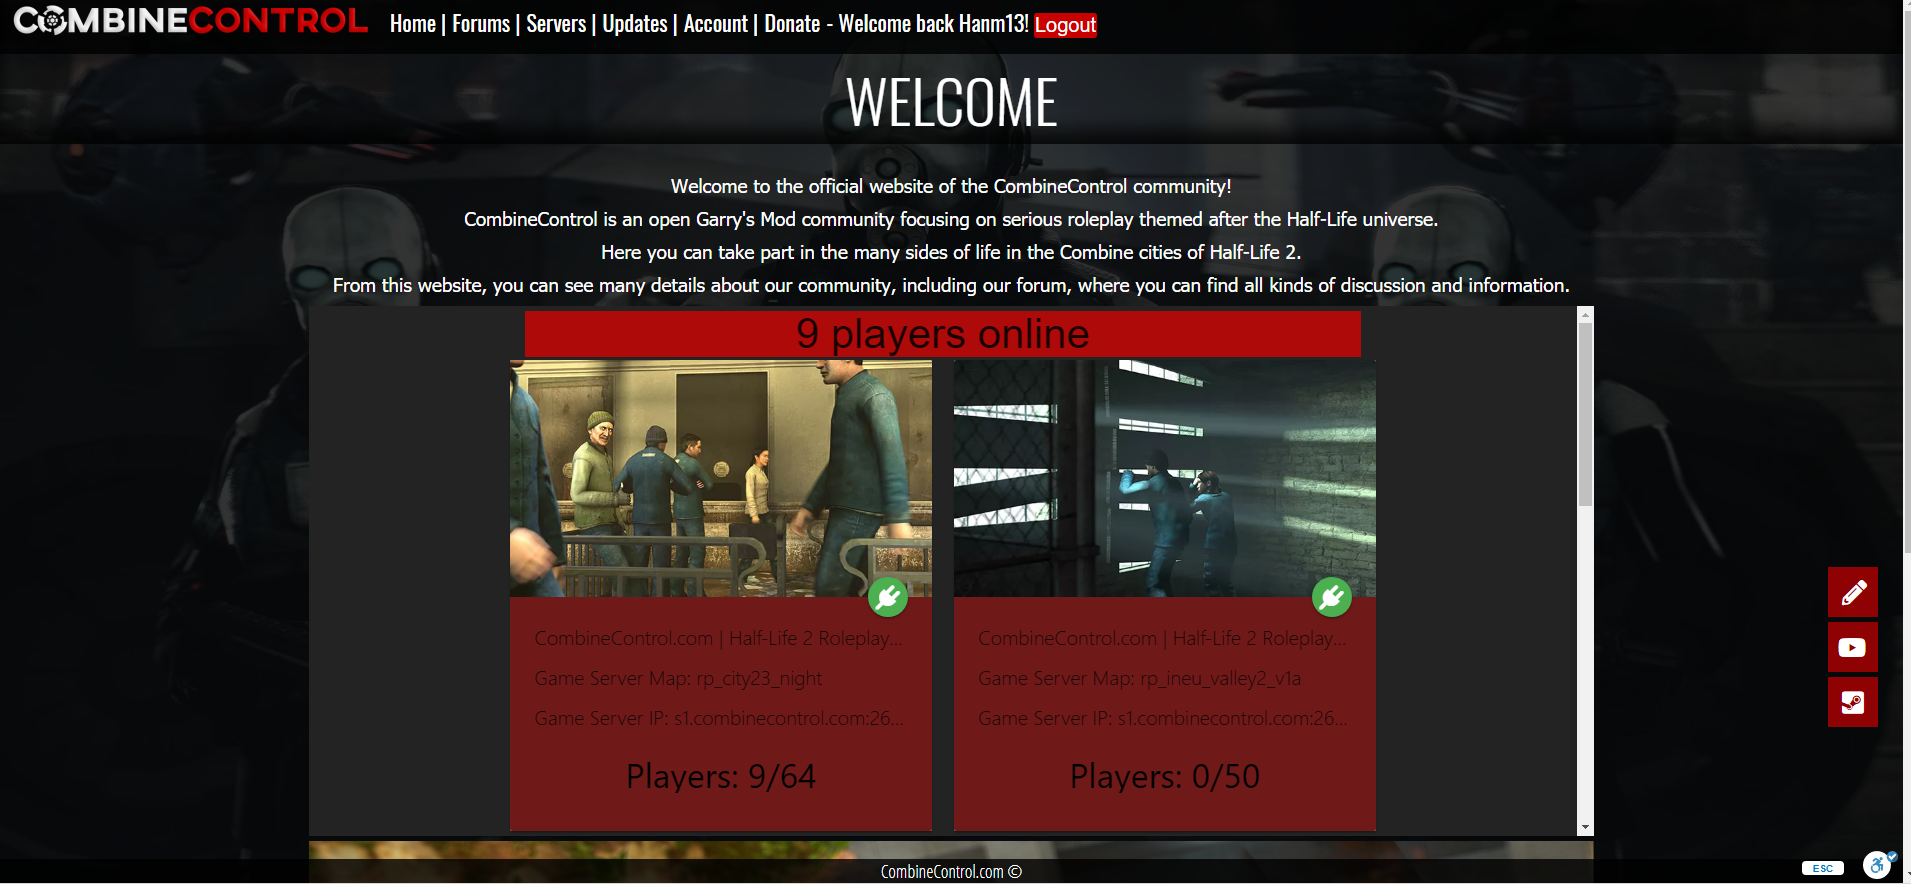 COMBINECONTROL
Home | Forums | Servers | Updates | Account | Donate - Welcome back Hanm13! Logout
WELCOME
Welcome to the official website of the CombineControl community!
CombineControl is an open Garry's Mod community focusing on serious roleplay themed after the Half-Life universe.
Here you can take part in the many sides of life in the Combine cities of Half-Life 2.
From this website, you can see many details about our community, including our forum, where you can find all kinds of discussion and information.
9 players online
CombineControl.com | Half-Life 2 Roleplay...
Game Server Map: rp_city23_night
Game Server IP: s1.combinecontrol.com:26...
Players: 9/64
CombineControl.com | Half-Life 2 Roleplay...
Game Server Map: rp_ineu_valley2_v1a
Game Server IP: s1.combinecontrol.com:26...
Players: 0/50
CombineControl.com ©
ESC